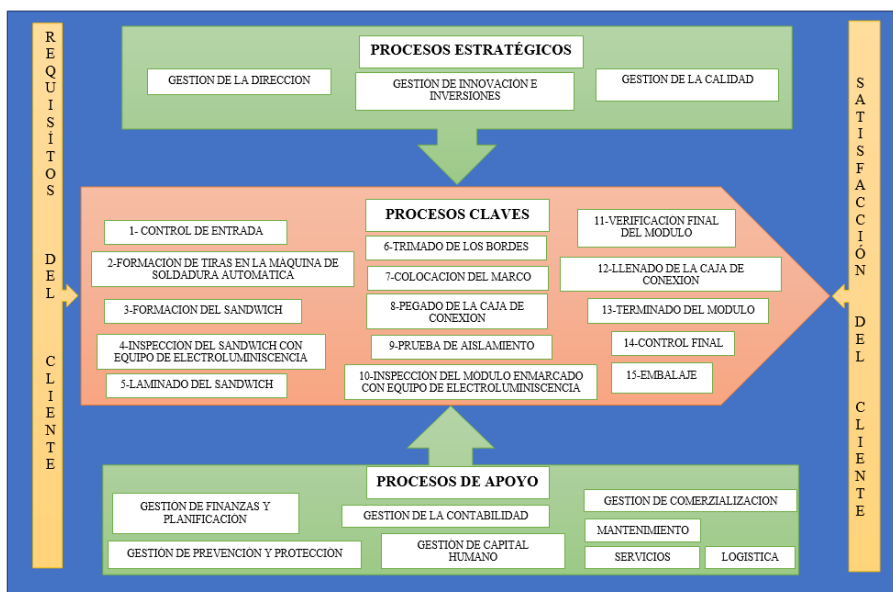 REQUISÍTOS DEL CLIENTE
PROCESOS ESTRATÉGICOS
GESTION DE LA DIRECCION
GESTION DE INNOVACION E
INVERSIONES
GESTION DE LA CALIDAD
PROCESOS CLAVES
1- CONTROL DE ENTRADA
2-FORMACION DE TIRAS EN LA MAQUINA DE
SOLDADURA AUTOMATICA
3-FORMACION DEL SANDWICH
4-INSPECCION DEL SANDWICH CON
EQUIPO DE ELECTROLUMINISCENCIA
5-LAMINADO DEL SANDWICH
6-TRIMADO DE LOS BORDES
7-COLOCACION DEL MARCO
8-PEGADO DE LA CAJA DE
CONEXION
9-PRUEBA DE AISLAMIENTO
10-INSPECCION DEL MODULO ENMARCADO
CON EQUIPO DE ELECTROLUMINISCENCIA
11-VERIFICACION FINAL
DEL MODULO
12-LLENADO DE LA CAJA DE
CONEXION
13-TERMINADO DEL MODULO
14-CONTROL FINAL
15-EMBALAJE
PROCESOS DE APOYO
GESTION DE FINANZAS Y
PLANIFICACIÓN
GESTIÓN DE PREVENCIÓN Y PROTECCIÓN
GESTION DE LA CONTABILIDAD
GESTIÓN DE CAPITAL
HUMANO
GESTION DE COMERZIALIZACION
MANTENIMIENTO
SERVICIOS
LOGISTICA
SATISFACCIÓN DEL CLIENTE